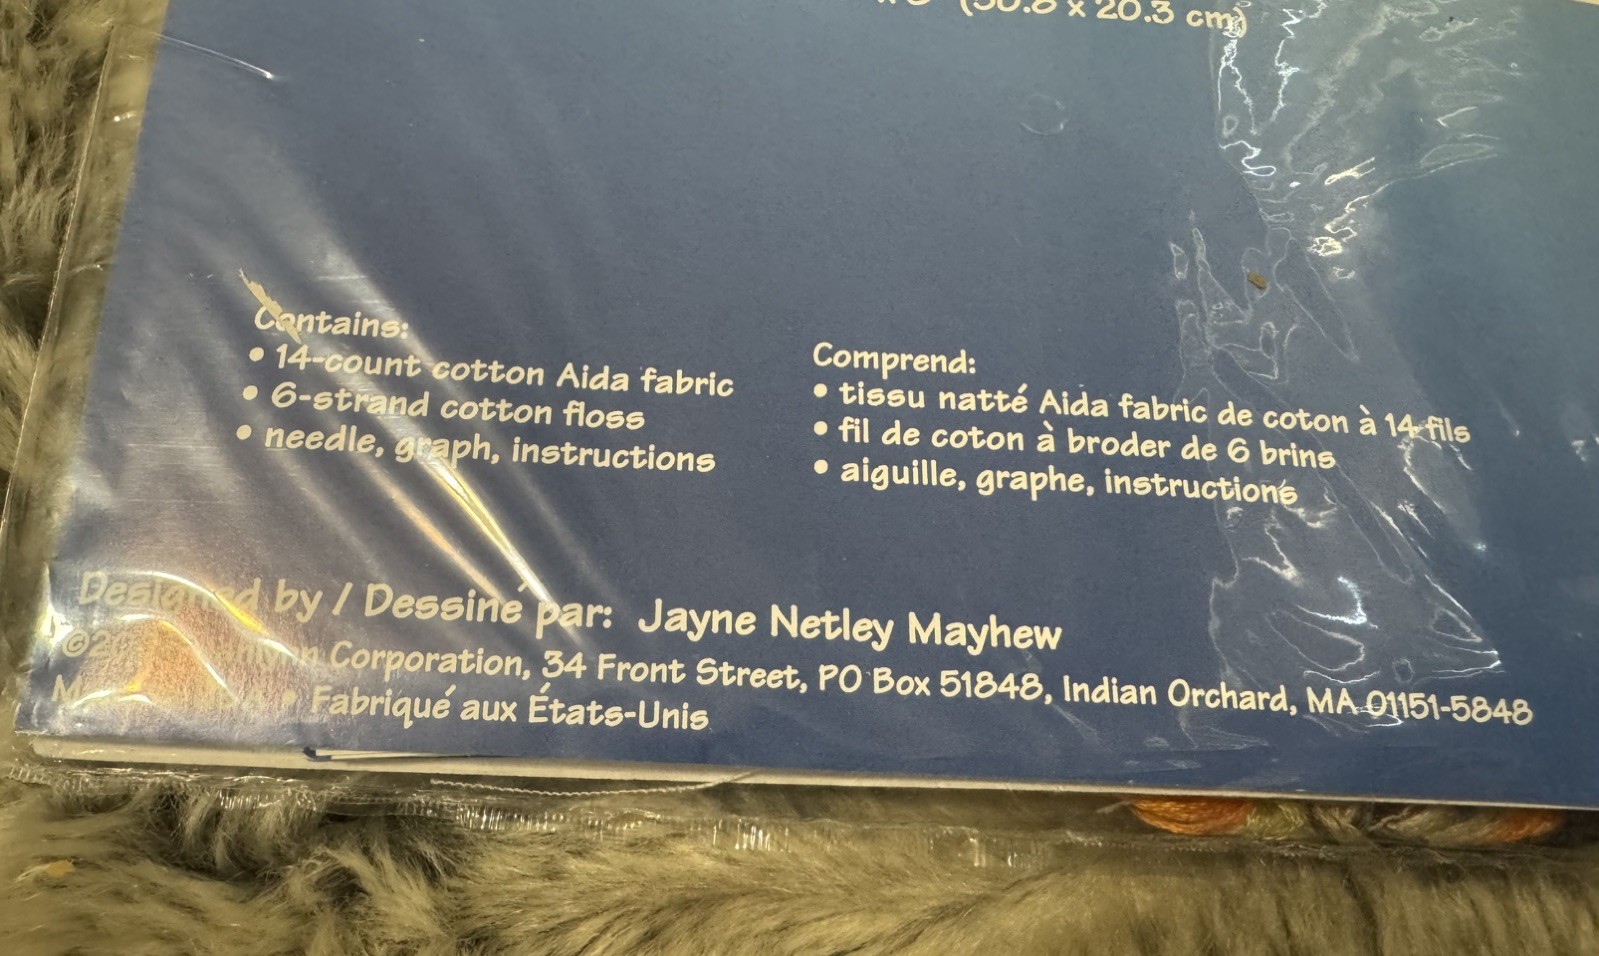 (30.8 x 20.3 cm)
Contains:
• 14-count cotton Aida fabric
• 6-strand cotton floss
• needle, graph, instructions
Comprend:
• tissu natté Aida fabric de coton à 14 fils
• fil de coton à broder de 6 brins
• aiguille, graphe, instructions
Designed by / Dessiné par: Jayne Netley Mayhew
Corporation, 34 Front Street, PO Box 51848, Indian Orchard, MA 01151-5848
• Fabriqué aux États-Unis